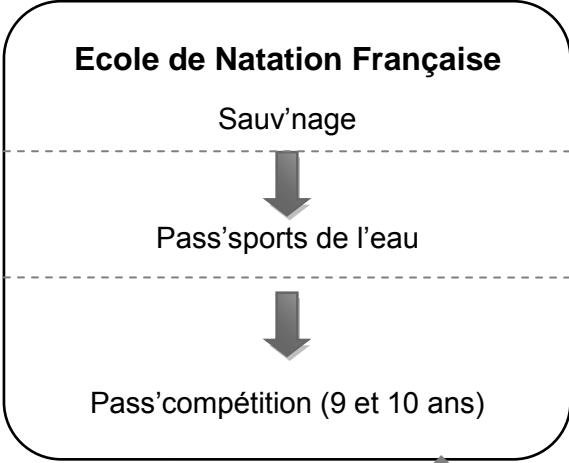 Ecole de Natation Française
Sauv’nage
Pass’sports de l’eau
Pass’compétition (9 et 10 ans)